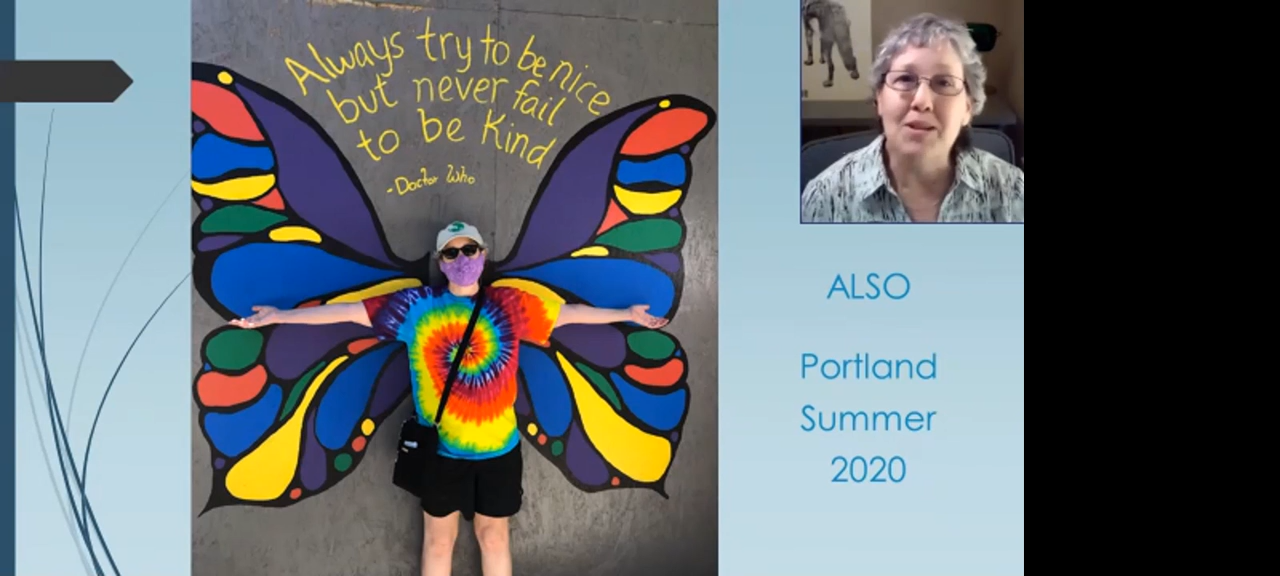 Always try to be nice
but never fail
to be Kind
-Doctor Who
ALSO
Portland
Summer
2020